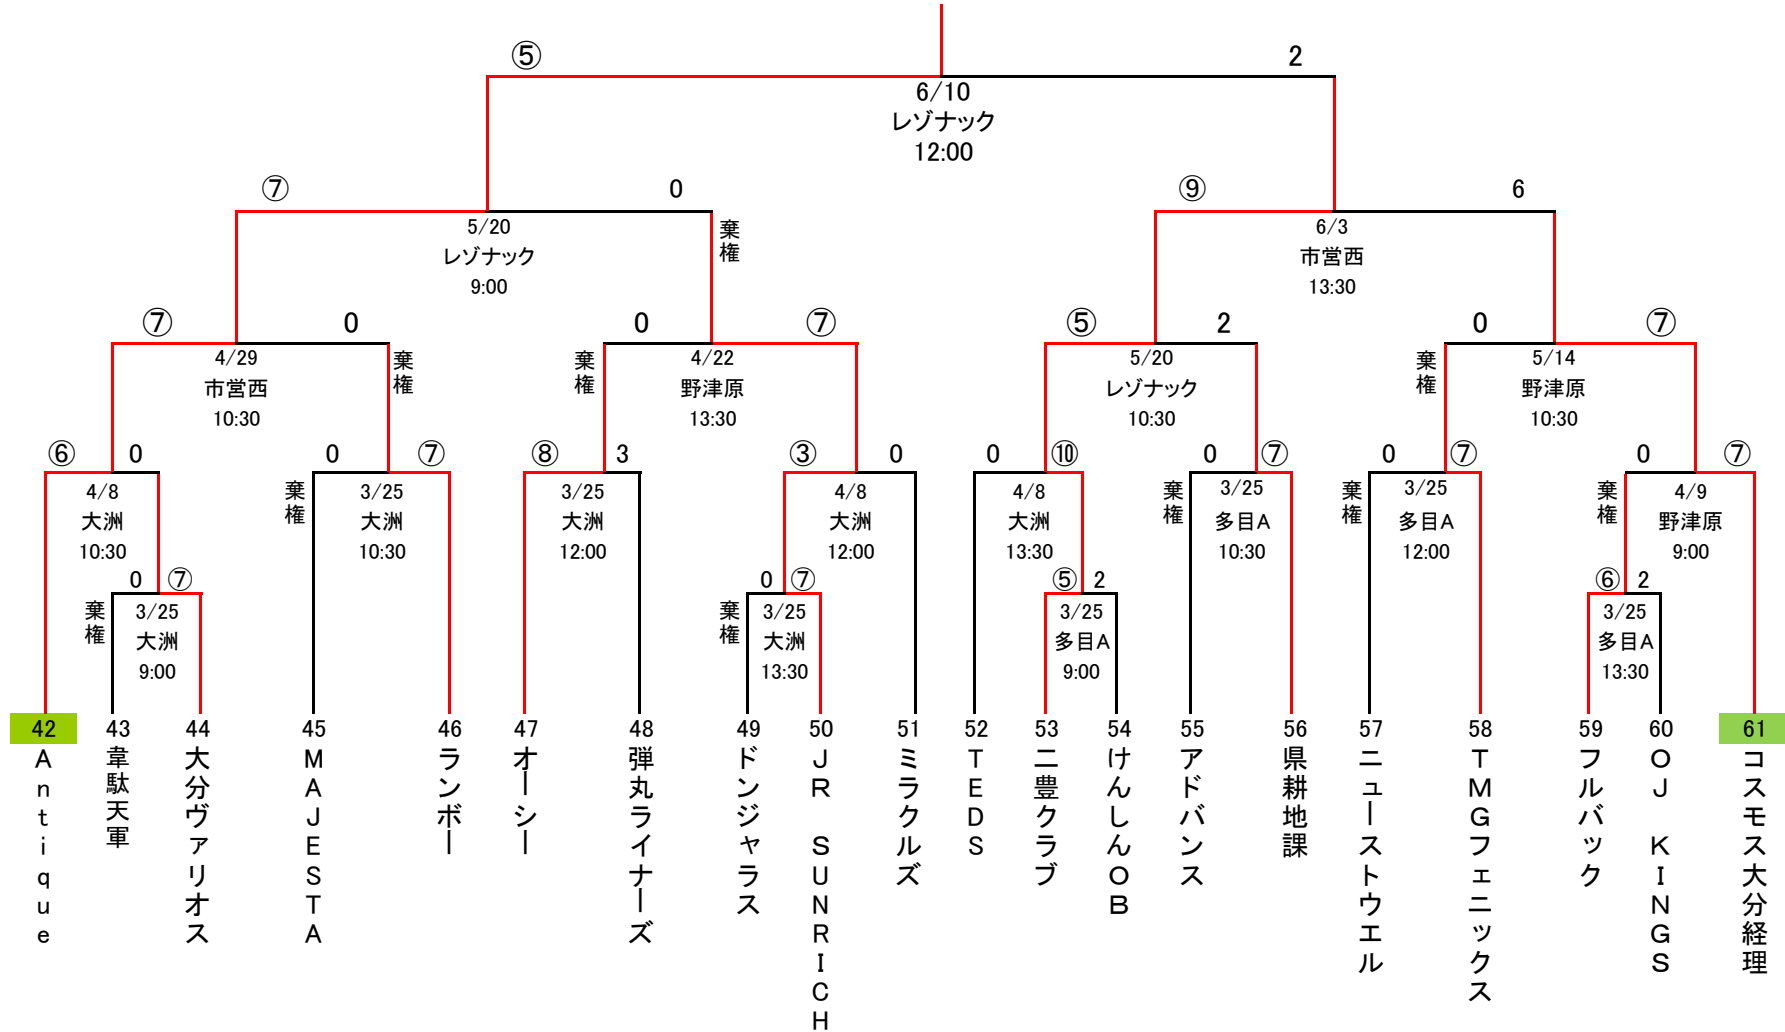 ⑤ 2
6/10
レゾナック
12:00
⑦ 0 ⑨ 6
5/20 棄権 6/3
レゾナック 市営西
9:00 13:30
⑦ 0 0 ⑦ ⑤ 2 0 ⑦
4/29 棄権 棄権 4/22 5/20 棄権 5/14
市営西 野津原 レゾナック 野津原
10:30 13:30 10:30 10:30
⑥ 0 0 ⑦ ⑧ 3 ③ 0 0 ⑩ 0 ⑦ 0 ⑦ 0 ⑦
4/8 棄権 3/25 3/25 4/8 4/8 棄権 3/25 棄権 3/25 棄権 4/9
大洲 大洲 大洲 大洲 大洲 多目A 多目A 野津原
10:30 10:30 12:00 12:00 13:30 10:30 12:00 9:00
0 ⑦ 0 ⑦ ⑤ 2 ⑥ 2
棄権 3/25 棄権 3/25 3/25 3/25
大洲 大洲 多目A 多目A
9:00 13:30 9:00 13:30
42 43 44 45 46 47 48 49 50 51 52 53 54 55 56 57 58 59 60 61
Antique
韋駄天軍
大分ヴァリオス
MAJESTA
ランボー
オーシー
弾丸ライナーズ
ドンジャラス
JR SUNRICH
ミラクルズ
TEDS
二豊クラブ
けんしんOB
アドバンス
県耕地課
ニューストウエル
TMGフェニックス
フルバック
OJ KINGS
コスモス大分経理